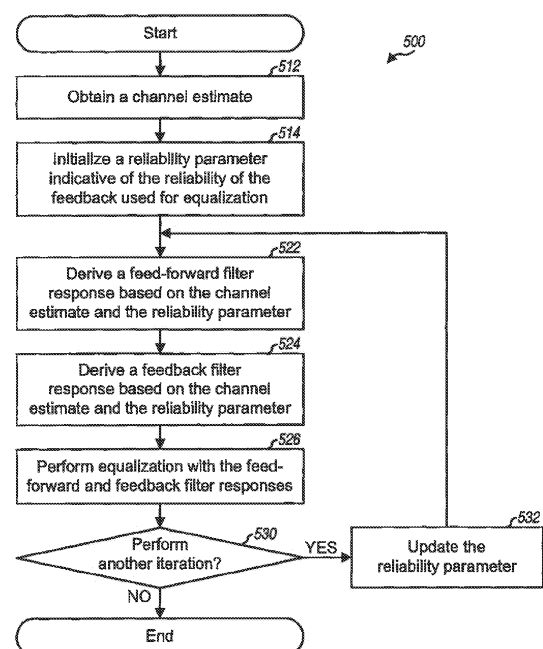 Start
500
512
Obtain a channel estimate
514
Initialize a reliability parameter
indicative of the reliability of the
feedback used for equalization
522
Derive a feed-forward filter
response based on the channel
estimate and the reliability parameter
524
Derive a feedback filter
response based on the channel
estimate and the reliability parameter
526
Perform equalization with the feed-
forward and feedback filter responses
530
Perform
another iteration?
YES
532
Update the
reliability parameter
NO
End